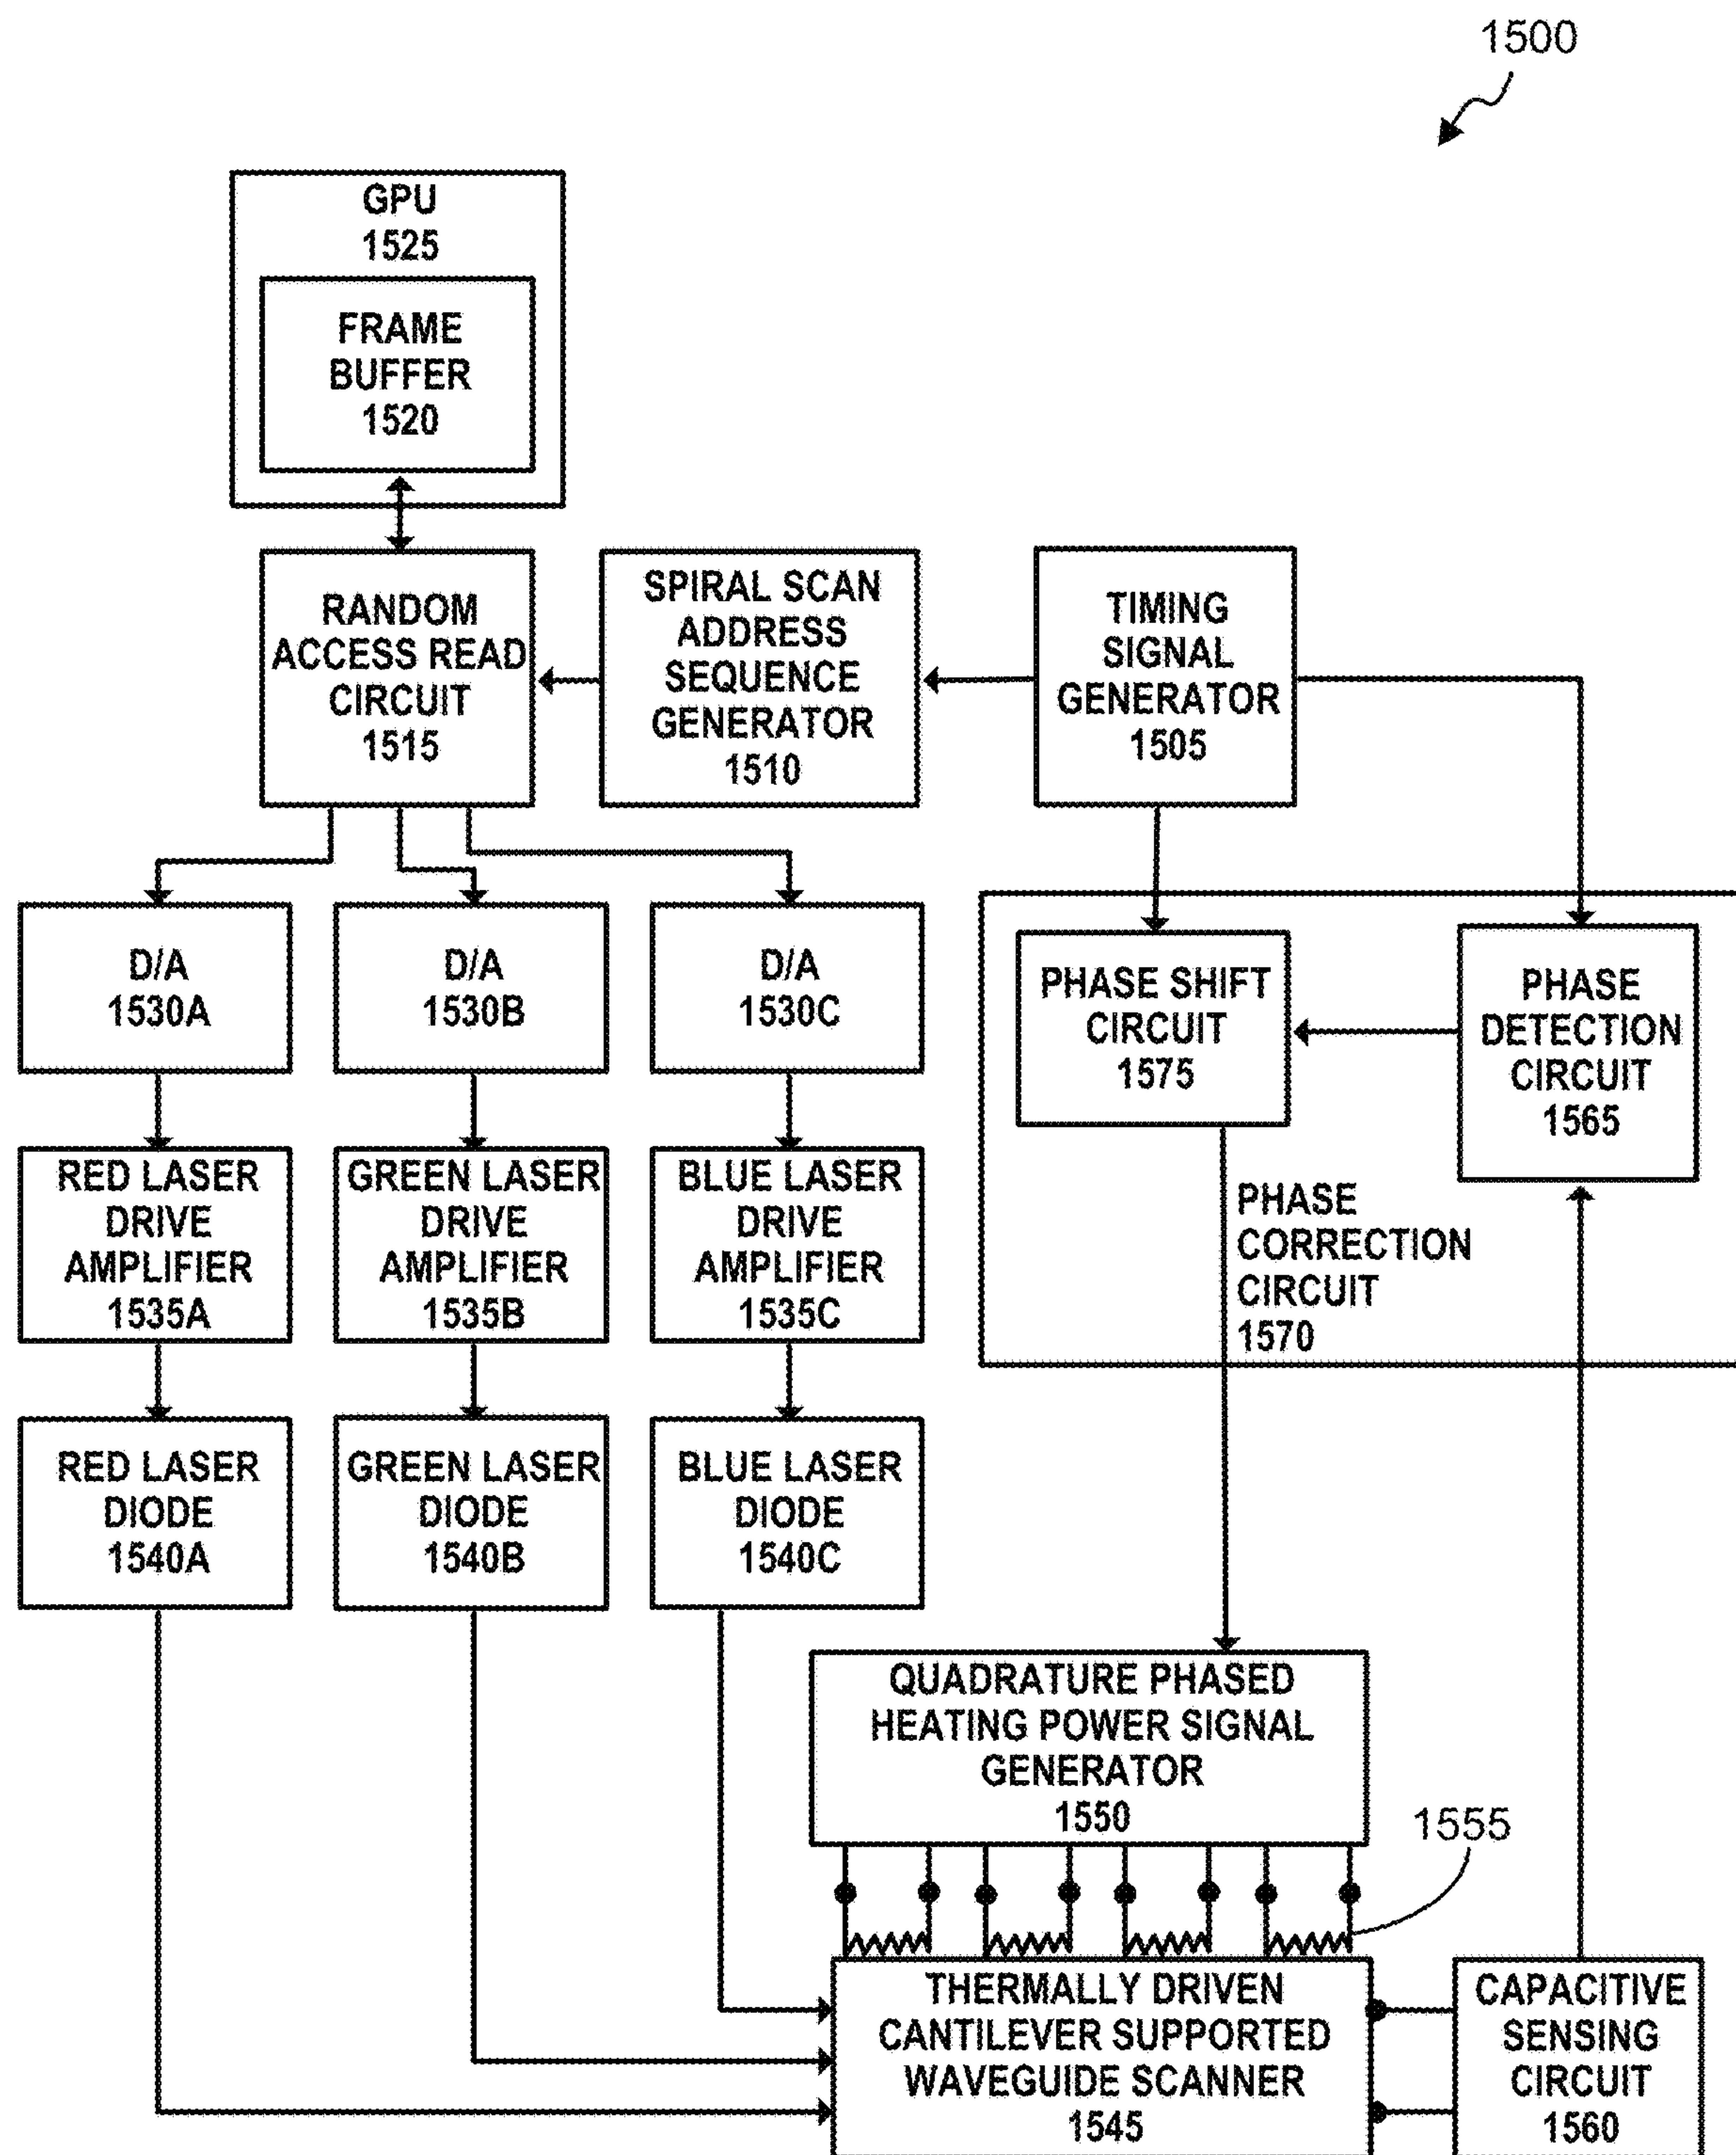 1500
GPU
1525
FRAME
BUFFER
1520
RANDOM
ACCESS READ
CIRCUIT
1515
SPIRAL SCAN
ADDRESS
SEQUENCE
GENERATOR
1510
TIMING
SIGNAL
GENERATOR
1505
D/A
1530A
D/A
1530B
D/A
1530C
PHASE SHIFT
CIRCUIT
1575
PHASE
DETECTION
CIRCUIT
1565
RED LASER
DRIVE
AMPLIFIER
1535A
GREEN LASER
DRIVE
AMPLIFIER
1535B
BLUE LASER
DRIVE
AMPLIFIER
1535C
PHASE
CORRECTION
CIRCUIT
1570
RED LASER
DIODE
1540A
GREEN LASER
DIODE
1540B
BLUE LASER
DIODE
1540C
QUADRATURE PHASED
HEATING POWER SIGNAL
GENERATOR
1550
1555
THERMALLY DRIVEN
CANTILEVER SUPPORTED
WAVEGUIDE SCANNER
1545
CAPACITIVE
SENSING
CIRCUIT
1560